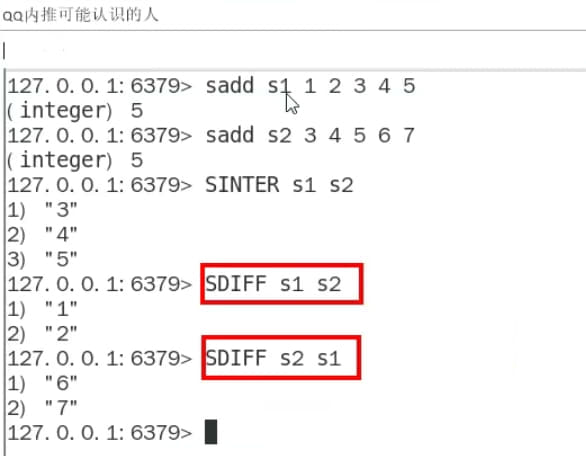 QQ内推可能认识的人
127.0.0.1:6379> sadd s1 1 2 3 4 5
(integer) 5
127.0.0.1:6379> sadd s2 3 4 5 6 7
(integer) 5
127.0.0.1:6379> SINTER s1 s2
1) "3"
2) "4"
3) "5"
127.0.0.1:6379> SDIFF s1 s2
1) "1"
2) "2"
127.0.0.1:6379> SDIFF s2 s1
1) "6"
2) "7"
127.0.0.1:6379>